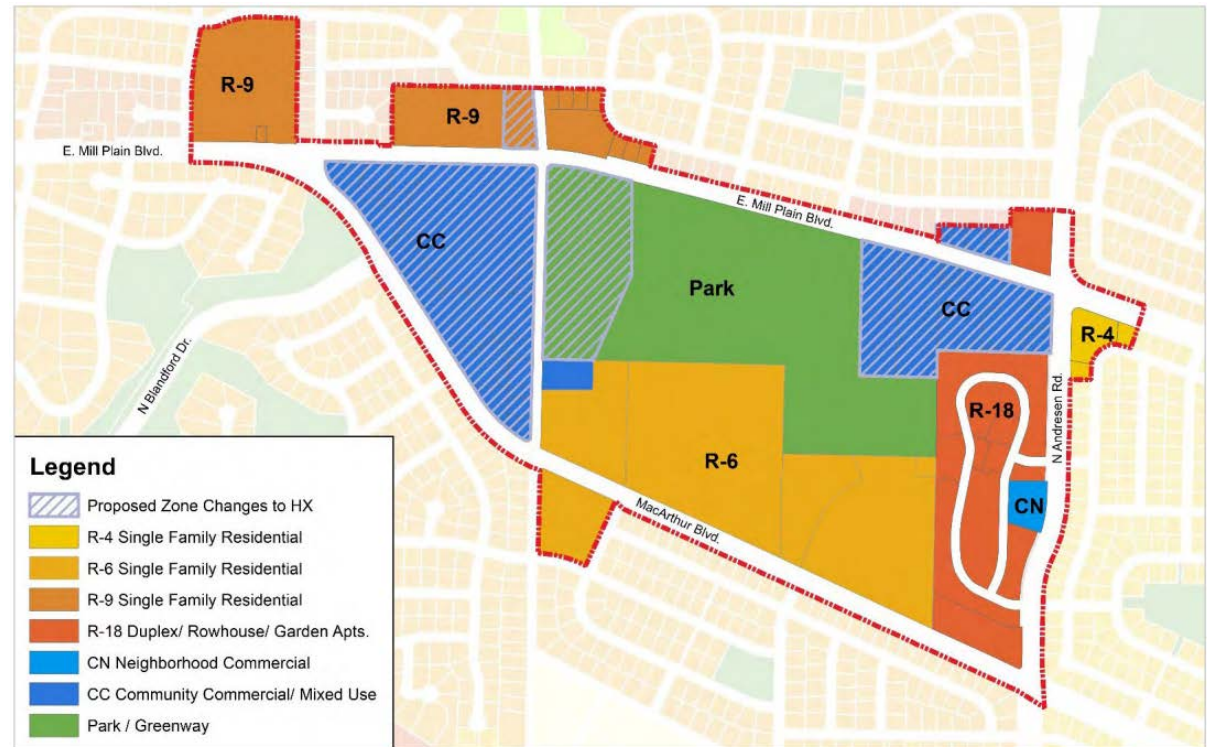 R-9
R-9
E. Mill Plain Blvd.
E. Mill Plain Blvd.
CC
Park
CC
R-4
N Blandford Dr.
N Andresen Rd.
R-18
R-6
CN
MacArthur Blvd.
Legend
Proposed Zone Changes to HX
R-4 Single Family Residential
R-6 Single Family Residential
R-9 Single Family Residential
R-18 Duplex/ Rowhouse/ Garden Apts.
CN Neighborhood Commercial
CC Community Commercial/ Mixed Use
Park / Greenway